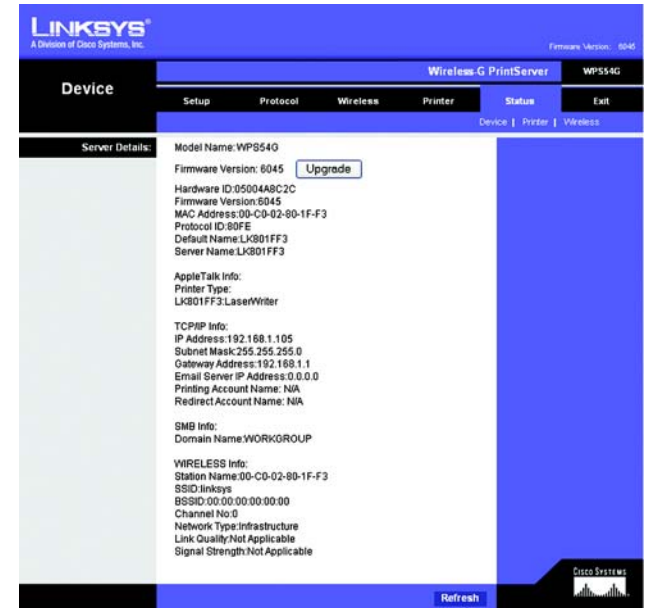 LINKSYS®
A Division of Cisco Systems, Inc.
Firmware Version: 6045
Wireless-G PrintServer WPS54G
Device
Setup Protocol Wireless Printer Status Exit
Device | Printer | Wireless
Server Details:
Model Name:WPS54G
Firmware Version: 6045 Upgrade
Hardware ID:05004A8C2C
Firmware Version:6045
MAC Address:00-C0-02-80-1F-F3
Protocol ID:80FE
Default Name:LK801FF3
Server Name:LK801FF3
AppleTalk Info:
Printer Type:
LK801FF3:LaserWriter
TCP/IP Info:
IP Address:192.168.1.105
Subnet Mask:255.255.255.0
Gateway Address:192.168.1.1
Email Server IP Address:0.0.0.0
Printing Account Name: N/A
Redirect Account Name: N/A
SMB Info:
Domain Name:WORKGROUP
WIRELESS Info:
Station Name:00-C0-02-80-1F-F3
SSID:linksys
BSSID:00:00:00:00:00:00
Channel No:0
Network Type:Infrastructure
Link Quality:Not Applicable
Signal Strength:Not Applicable
Refresh
CISCO SYSTEMS